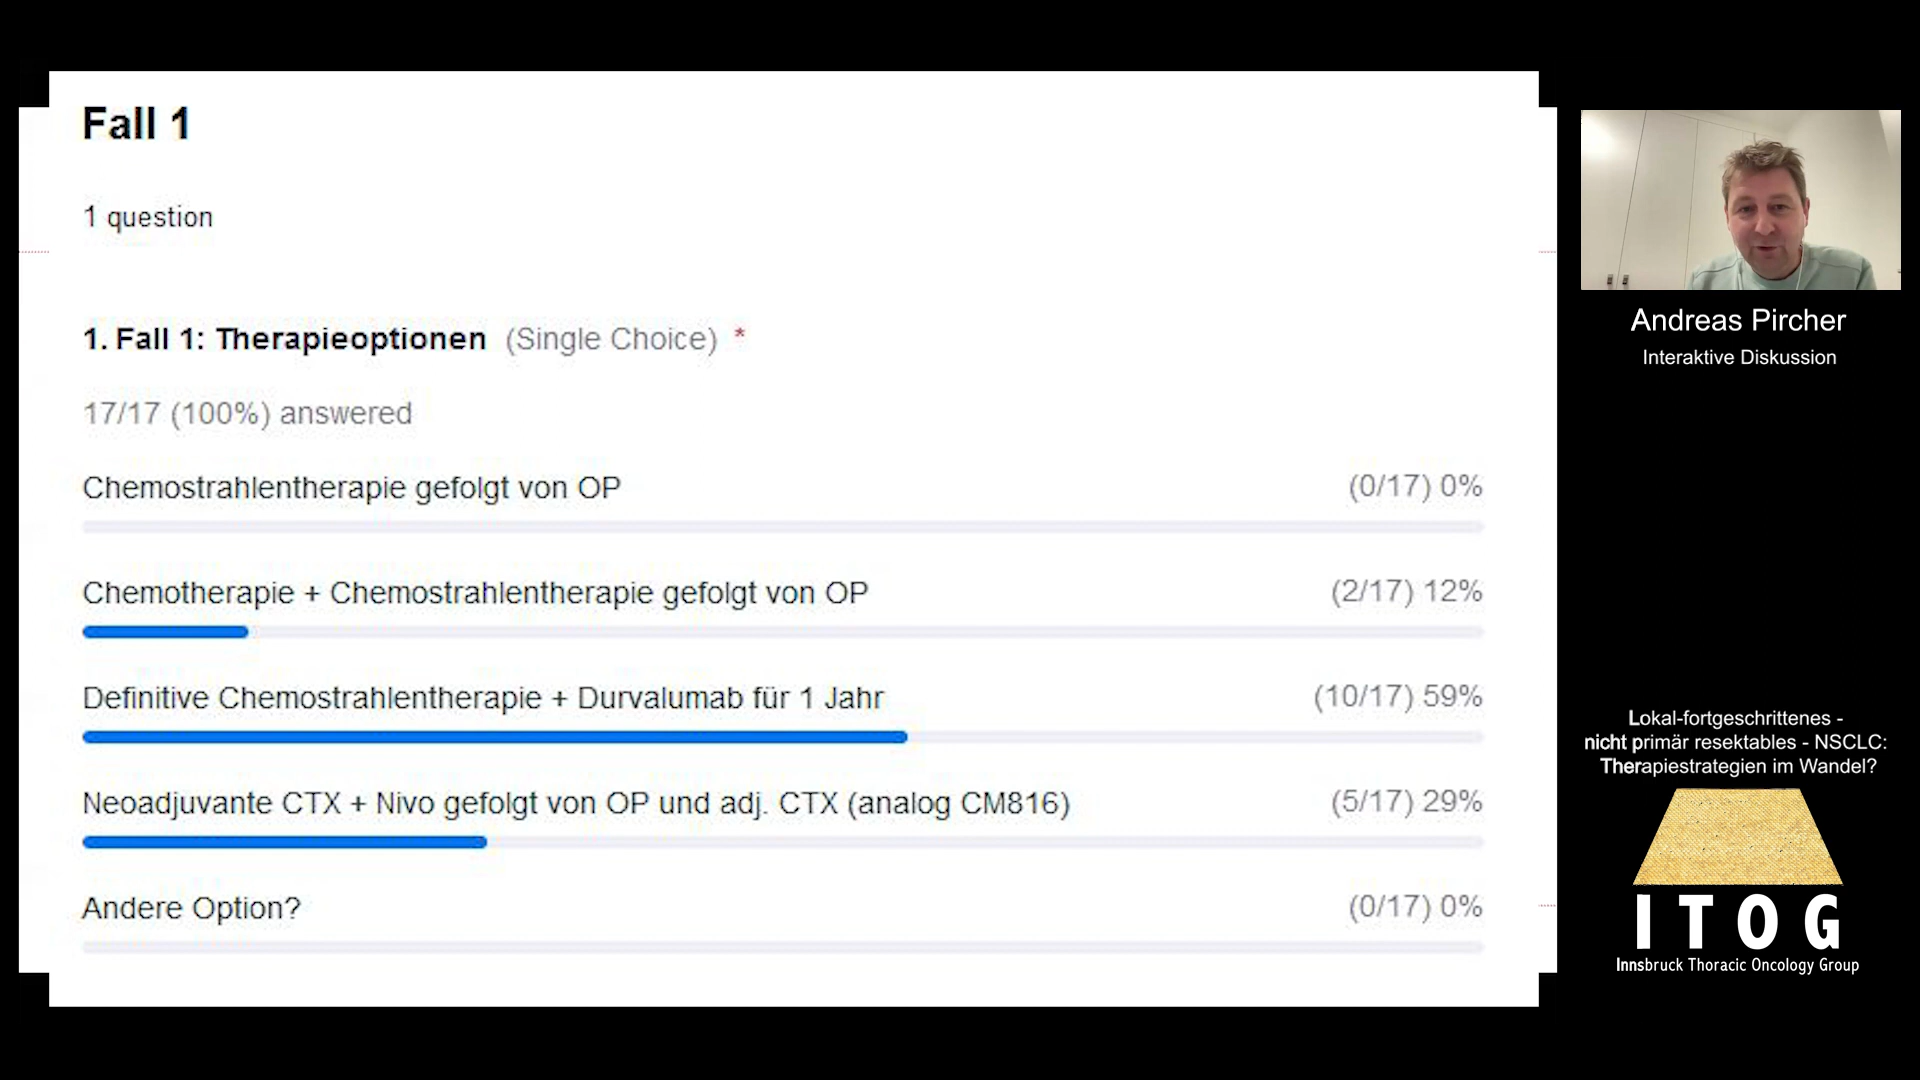 Fall 1
1 question
1. Fall 1: Therapieoptionen (Single Choice) *
17/17 (100%) answered
Chemostrahlentherapie gefolgt von OP (0/17) 0%
Chemotherapie + Chemostrahlentherapie gefolgt von OP (2/17) 12%
Definitive Chemostrahlentherapie + Durvalumab für 1 Jahr (10/17) 59%
Neoadjuvante CTX + Nivo gefolgt von OP und adj. CTX (analog CM816) (5/17) 29%
Andere Option? (0/17) 0%
Andreas Pircher
Interaktive Diskussion
Lokal-fortgeschrittenes -
nicht primär resektables - NSCLC:
Therapiestrategien im Wandel?
ITOG
Innsbruck Thoracic Oncology Group